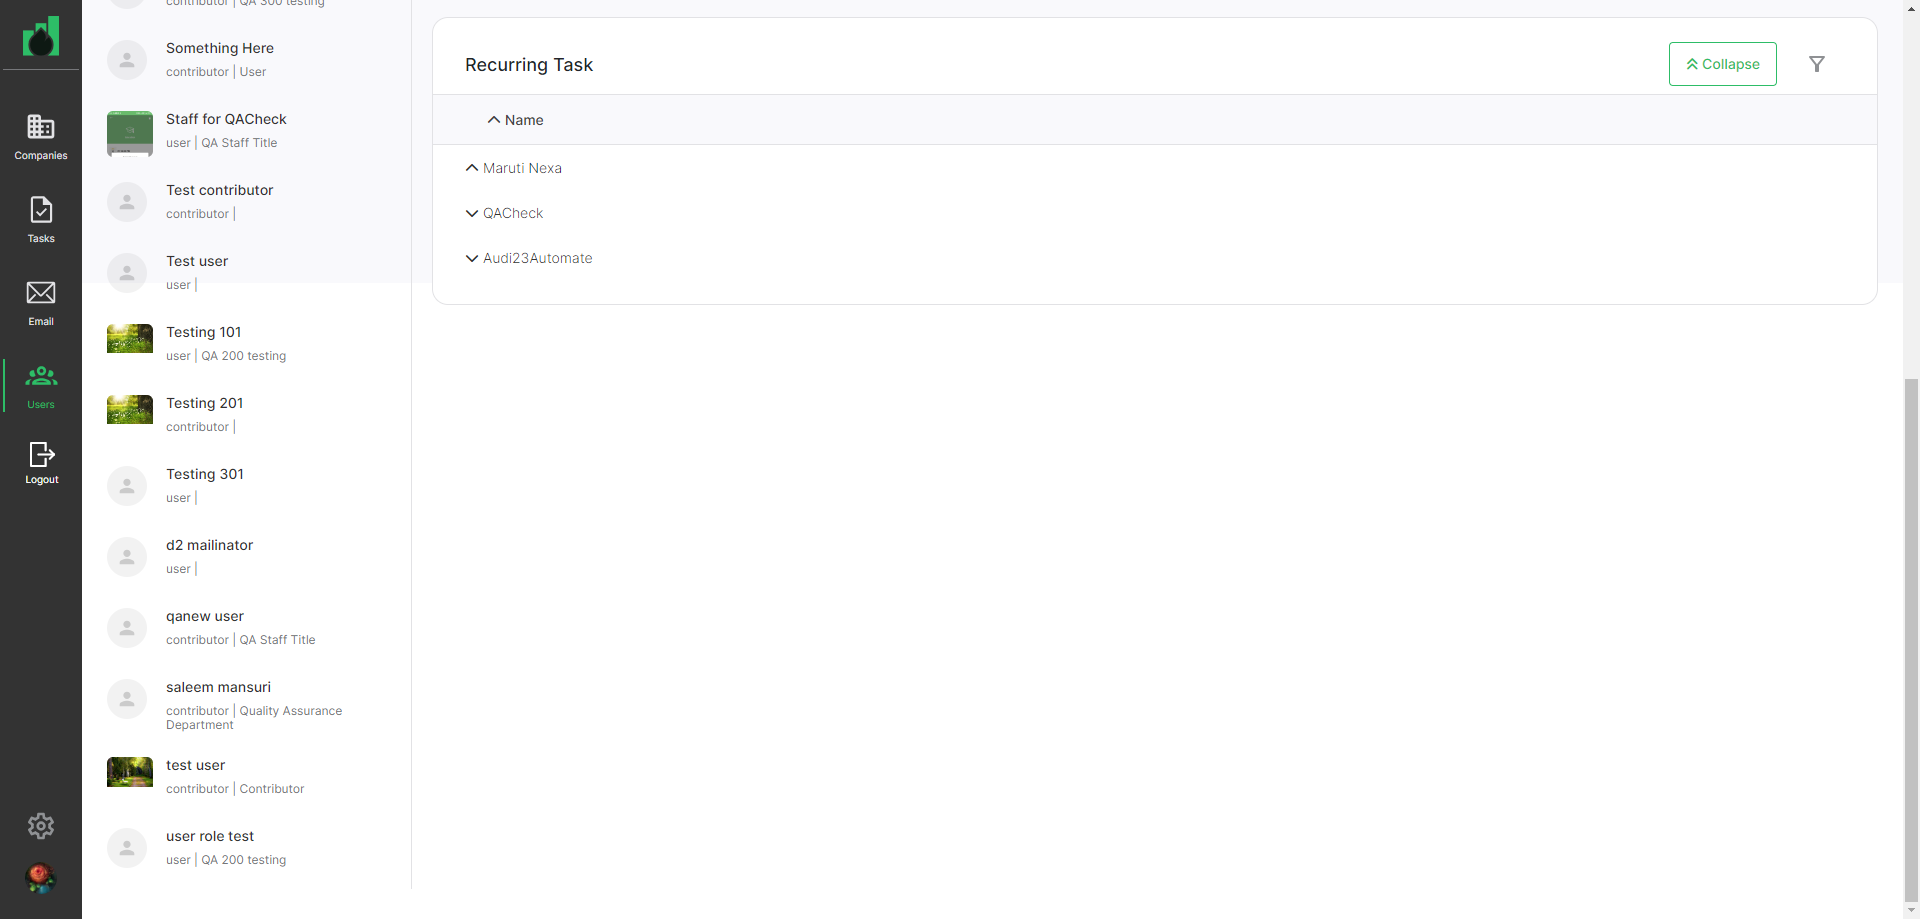 Companies
Tasks
Email
Users
Logout
contributor | QA 300 testing
Something Here
contributor | User
Staff for QACheck
user | QA Staff Title
Test contributor
contributor |
Test user
user |
Testing 101
user | QA 200 testing
Testing 201
contributor |
Testing 301
user |
d2 mailinator
user |
qanew user
contributor | QA Staff Title
saleem mansuri
contributor | Quality Assurance
Department
test user
contributor | Contributor
user role test
user | QA 200 testing
Recurring Task
Collapse
Name
Maruti Nexa
QACheck
Audi23Automate